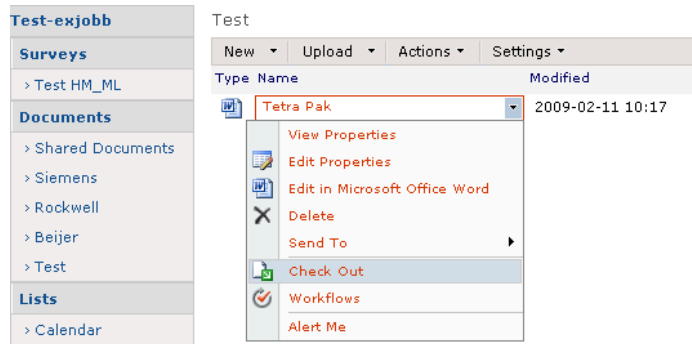 Test-exjobb
Surveys
> Test HM_ML
Documents
> Shared Documents
> Siemens
> Rockwell
> Beijer
> Test
Lists
> Calendar
Test
New Upload Actions Settings
Type Name Modified
Tetra Pak 2009-02-11 10:17
View Properties
Edit Properties
Edit in Microsoft Office Word
Delete
Send To
Check Out
Workflows
Alert Me